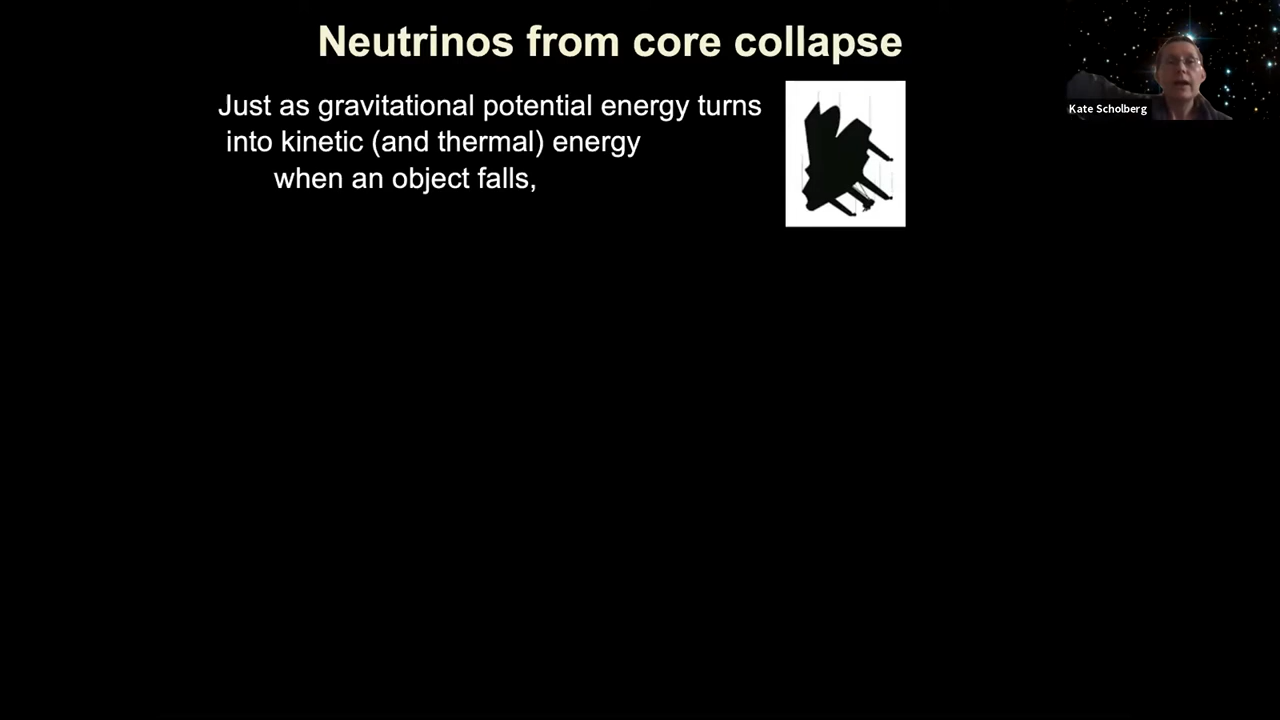 Neutrinos from core collapse
Just as gravitational potential energy turns
into kinetic (and thermal) energy
when an object falls,
Kate Scholberg